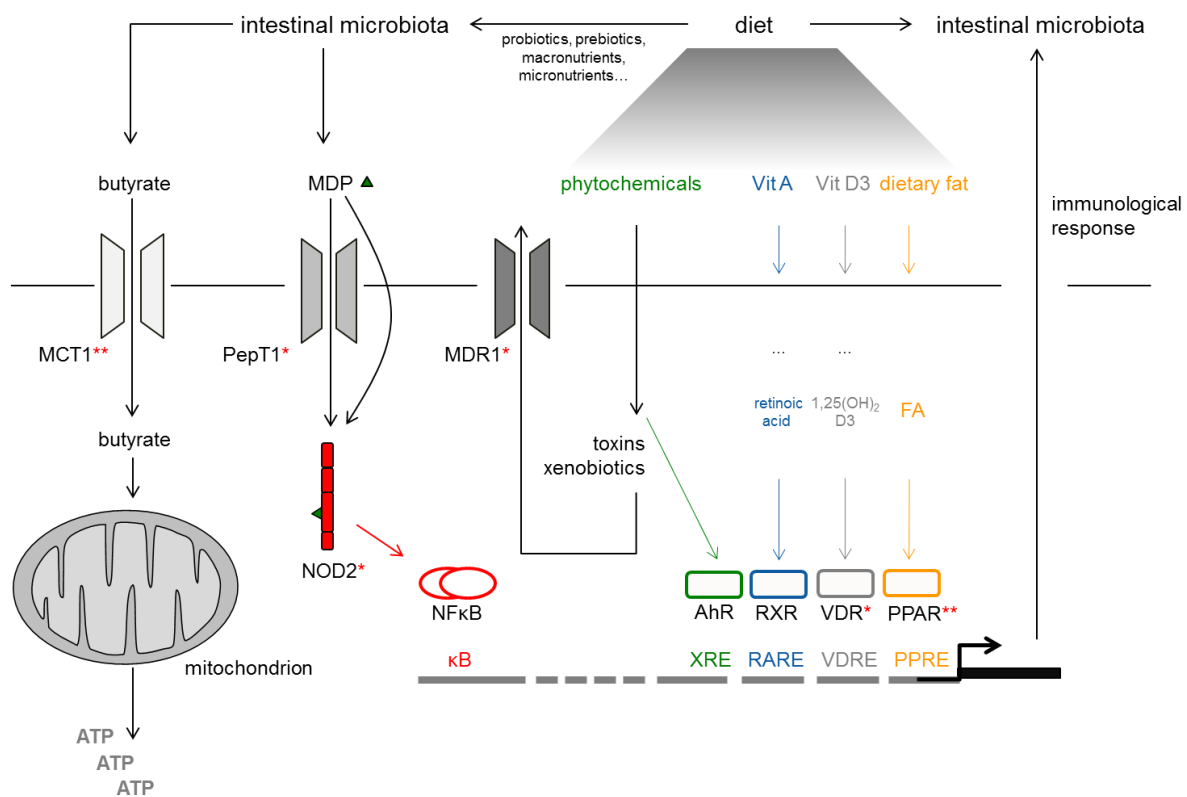 intestinal microbiota
diet
intestinal microbiota
probiotics, prebiotics,
macronutrients,
micronutrients…
butyrate
MDP
phytochemicals
Vit A
Vit D3
dietary fat
immunological
response
MCT1**
PepT1*
MDR1*
...
...
butyrate
toxins
xenobiotics
retinoic
acid
1,25(OH)₂
D3
FA
NOD2*
NFκB
AhR
RXR
VDR*
PPAR**
mitochondrion
κB
XRE
RARE
VDRE
PPRE
ATP
ATP
ATP